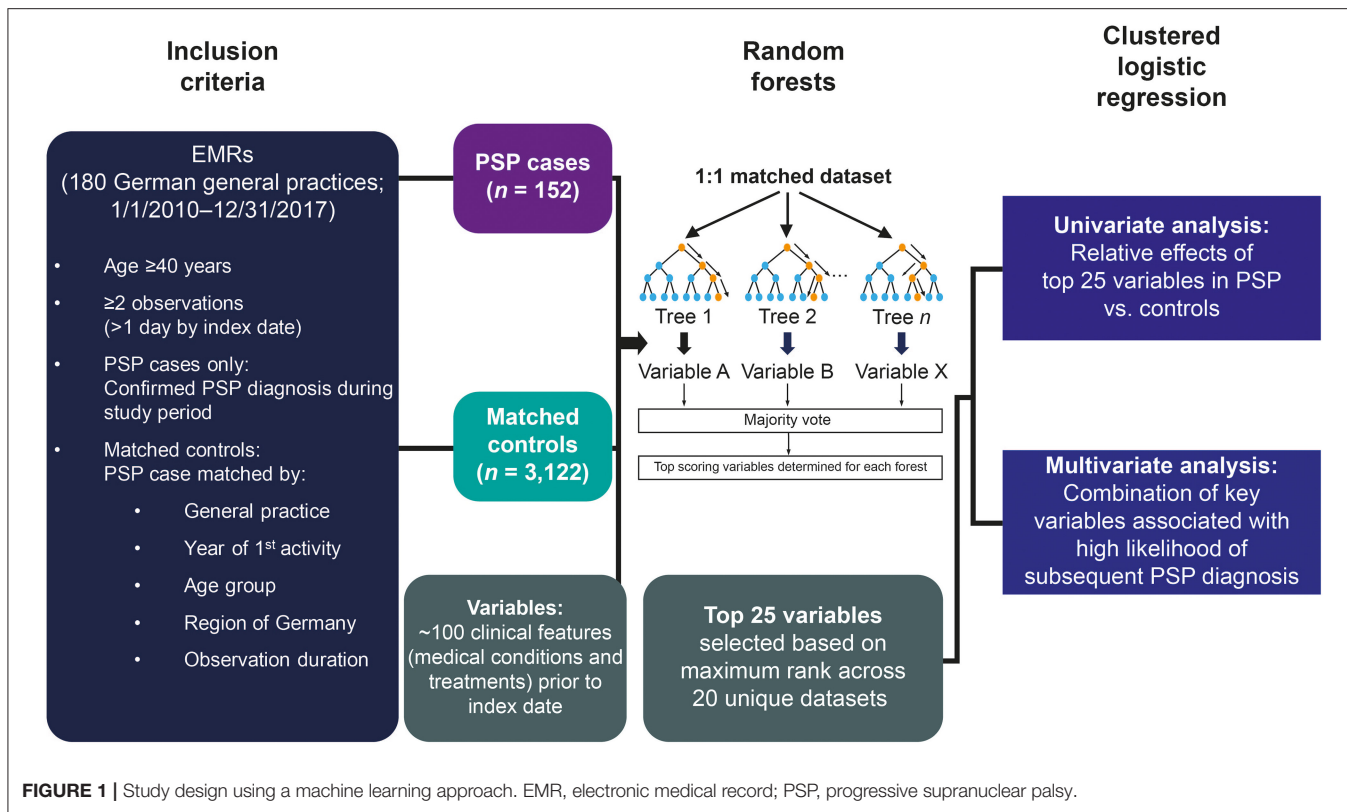 Inclusion
criteria
Random
forests
Clustered
logistic
regression
EMRs
(180 German general practices;
1/1/2010–12/31/2017)
• Age ≥40 years
• ≥2 observations
(>1 day by index date)
• PSP cases only:
Confirmed PSP diagnosis during
study period
• Matched controls:
PSP case matched by:
• General practice
• Year of 1st activity
• Age group
• Region of Germany
• Observation duration
PSP cases
(n = 152)
Matched
controls
(n = 3,122)
Variables:
~100 clinical features
(medical conditions and
treatments) prior to
index date
1:1 matched dataset
...
Tree 1 Tree 2 Tree n
Variable A Variable B Variable X
Majority vote
Top scoring variables determined for each forest
Top 25 variables
selected based on
maximum rank across
20 unique datasets
Univariate analysis:
Relative effects of
top 25 variables in PSP
vs. controls
Multivariate analysis:
Combination of key
variables associated with
high likelihood of
subsequent PSP diagnosis
FIGURE 1 | Study design using a machine learning approach. EMR, electronic medical record; PSP, progressive supranuclear palsy.